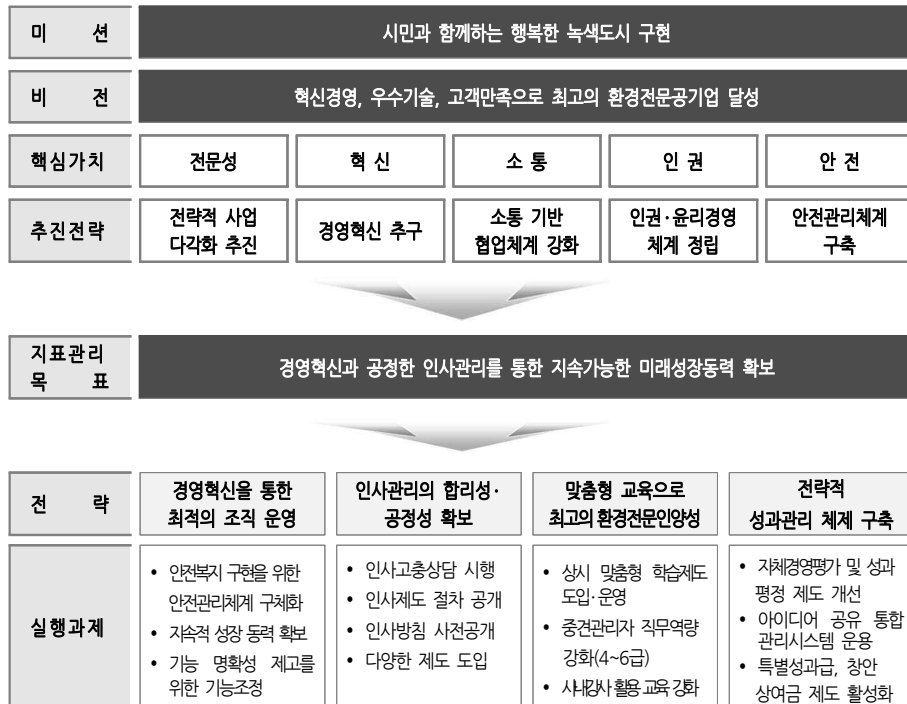 미 션
시민과 함께하는 행복한 녹색도시 구현
비 전
혁신경영, 우수기술, 고객만족으로 최고의 환경전문공기업 달성
핵심가치
전문성
혁 신
소 통
인 권
안 전
추진전략
전략적 사업
다각화 추진
경영혁신 추구
소통 기반
협업체계 강화
인권·윤리경영
체계 정립
안전관리체계
구축
지표관리
목 표
경영혁신과 공정한 인사관리를 통한 지속가능한 미래성장동력 확보
전 략
경영혁신을 통한
최적의 조직 운영
인사관리의 합리성·
공정성 확보
맞춤형 교육으로
최고의 환경전문인양성
전략적
성과관리 체제 구축
실행과제
• 안전복지 구현을 위한
안전관리체계 구체화
• 지속적 성장 동력 확보
• 기능 명확성 제고를
위한 기능조정
• 인사고충상담 시행
• 인사제도 절차 공개
• 인사방침 사전공개
• 다양한 제도 도입
• 상시 맞춤형 학습제도
도입·운영
• 중견관리자 직무역량
강화(4~6급)
• 사내강사 활용 교육 강화
• 자체경영평가 및 성과
평정 제도 개선
• 아이디어 공유 통합
관리시스템 운용
• 특별성과급, 창안
상여금 제도 활성화